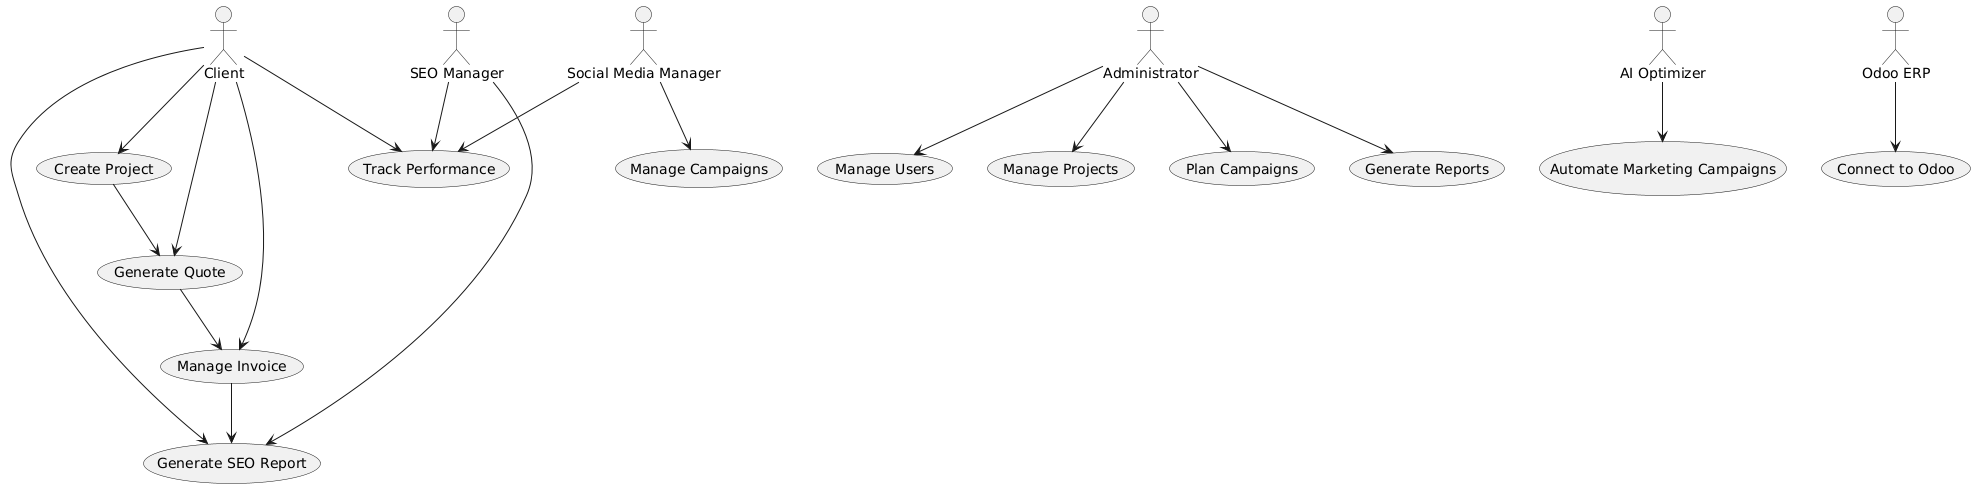 Client
SEO Manager
Social Media Manager
Administrator
AI Optimizer
Odoo ERP
Create Project
Track Performance
Manage Campaigns
Manage Users
Manage Projects
Plan Campaigns
Generate Reports
Automate Marketing Campaigns
Connect to Odoo
Generate Quote
Manage Invoice
Generate SEO Report